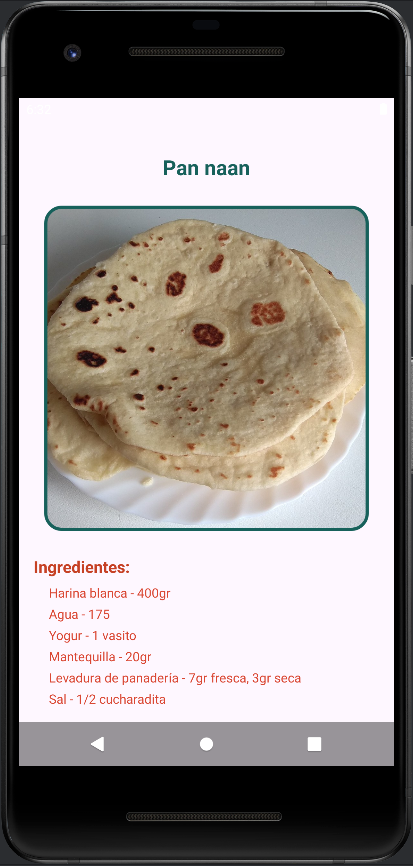 Pan naan
Ingredientes:
Harina blanca - 400gr
Agua - 175
Yogur - 1 vasito
Mantequilla - 20gr
Levadura de panaderia - 7gr fresca, 3gr seca
Sal - 1/2 cucharadita